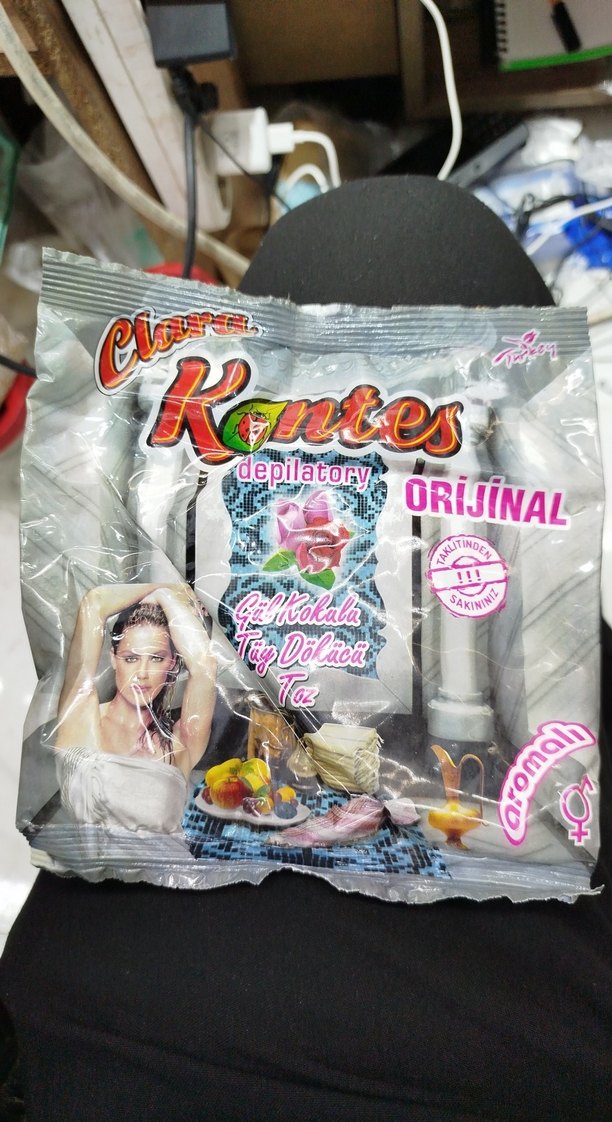 Clara
Turkey
Kontes
depilatory
ORİJİNAL
TAKLİTİNDEN
!!!
SAKININIZ
Gül Kokulu
Tüy Dökücü
Toz
aromalı